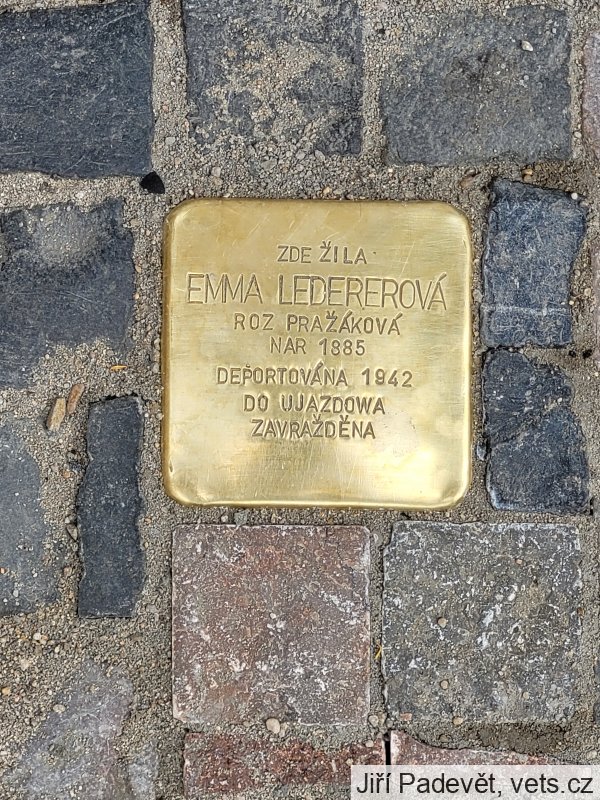 ZDE ŽILA
EMMA LEDEREROVÁ
ROZ PRAŽÁKOVÁ
NAR 1885
DEPORTOVÁNA 1942
DO UJAZDOWA
ZAVRAŽDĚNA
Jiří Padevět, vets.cz